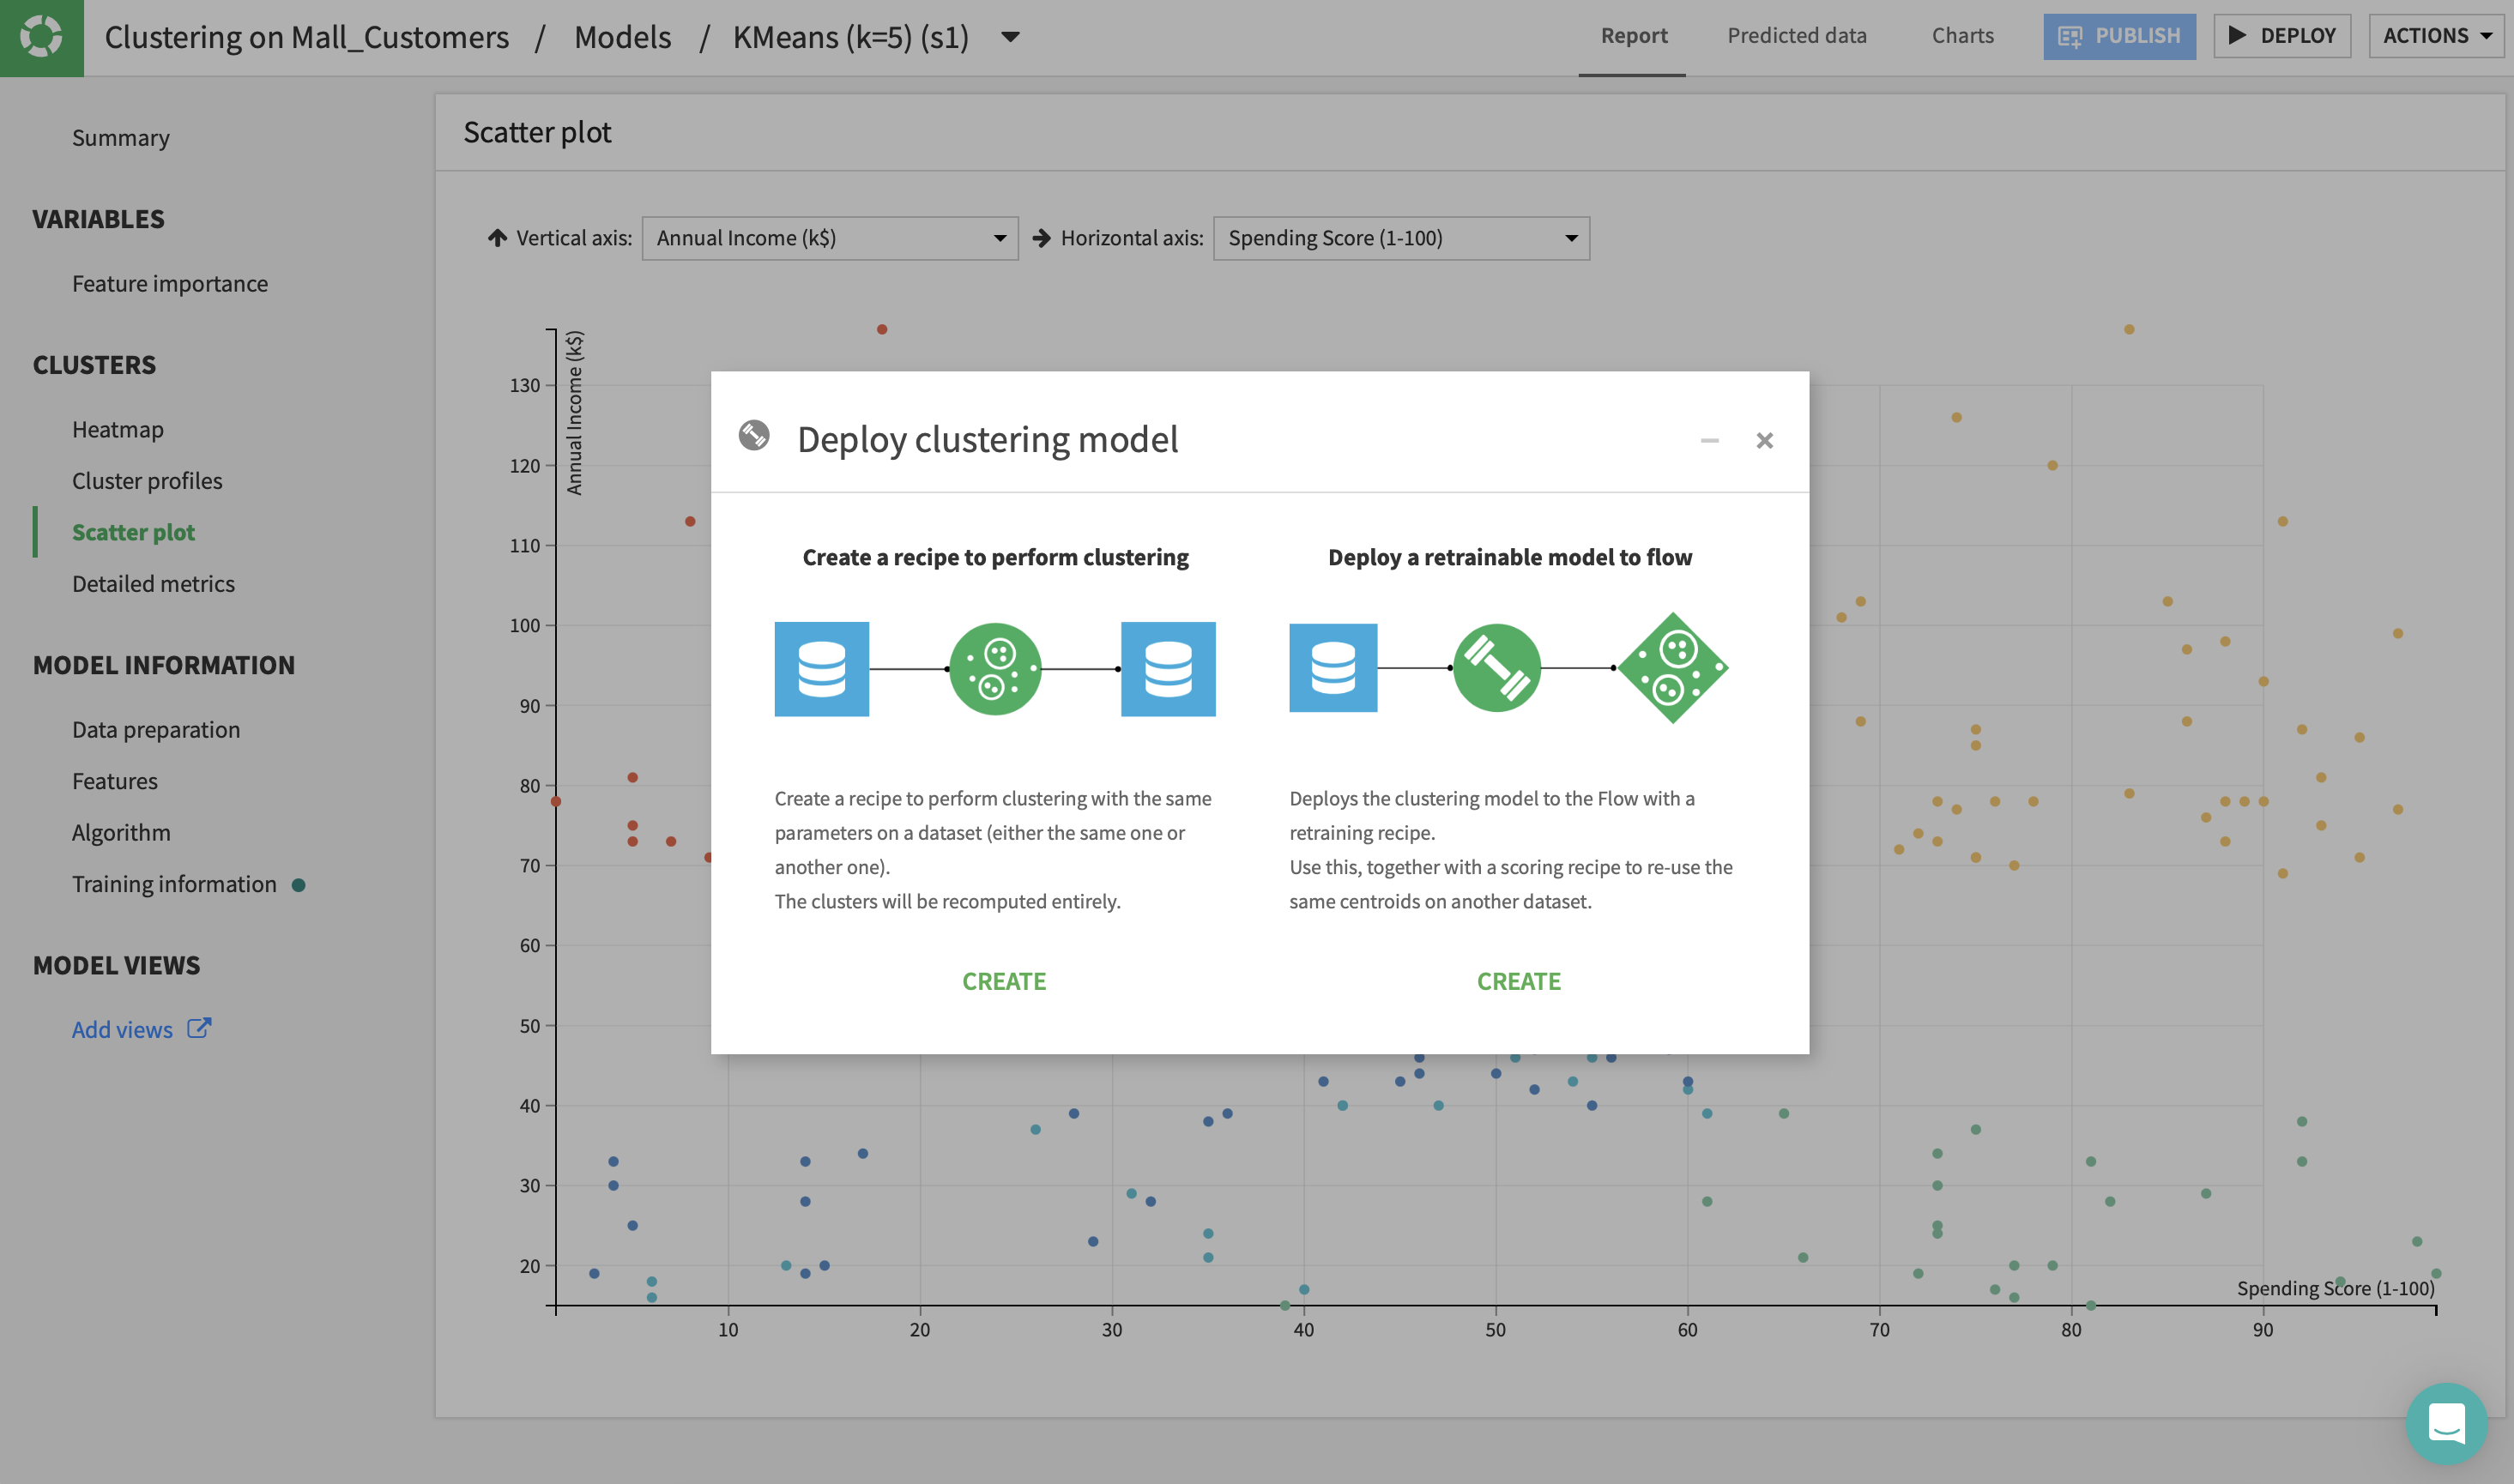 Clustering on Mall_Customers / Models / KMeans (k=5) (s1)
Report
Predicted data
Charts
PUBLISH
DEPLOY
ACTIONS
Summary
VARIABLES
Feature importance
CLUSTERS
Heatmap
Cluster profiles
Scatter plot
Detailed metrics
MODEL INFORMATION
Data preparation
Features
Algorithm
Training information
MODEL VIEWS
Add views
Scatter plot
Vertical axis: Annual Income (k$)
Horizontal axis: Spending Score (1-100)
Annual Income (k$)
130
120
110
100
90
80
70
60
50
40
30
20
Deploy clustering model
Create a recipe to perform clustering
Create a recipe to perform clustering with the same
parameters on a dataset (either the same one or
another one).
The clusters will be recomputed entirely.
CREATE
Deploy a retrainable model to flow
Deploys the clustering model to the Flow with a
retraining recipe.
Use this, together with a scoring recipe to re-use the
same centroids on another dataset.
CREATE
Spending Score (1-100)
10 20 30 40 50 60 70 80 90